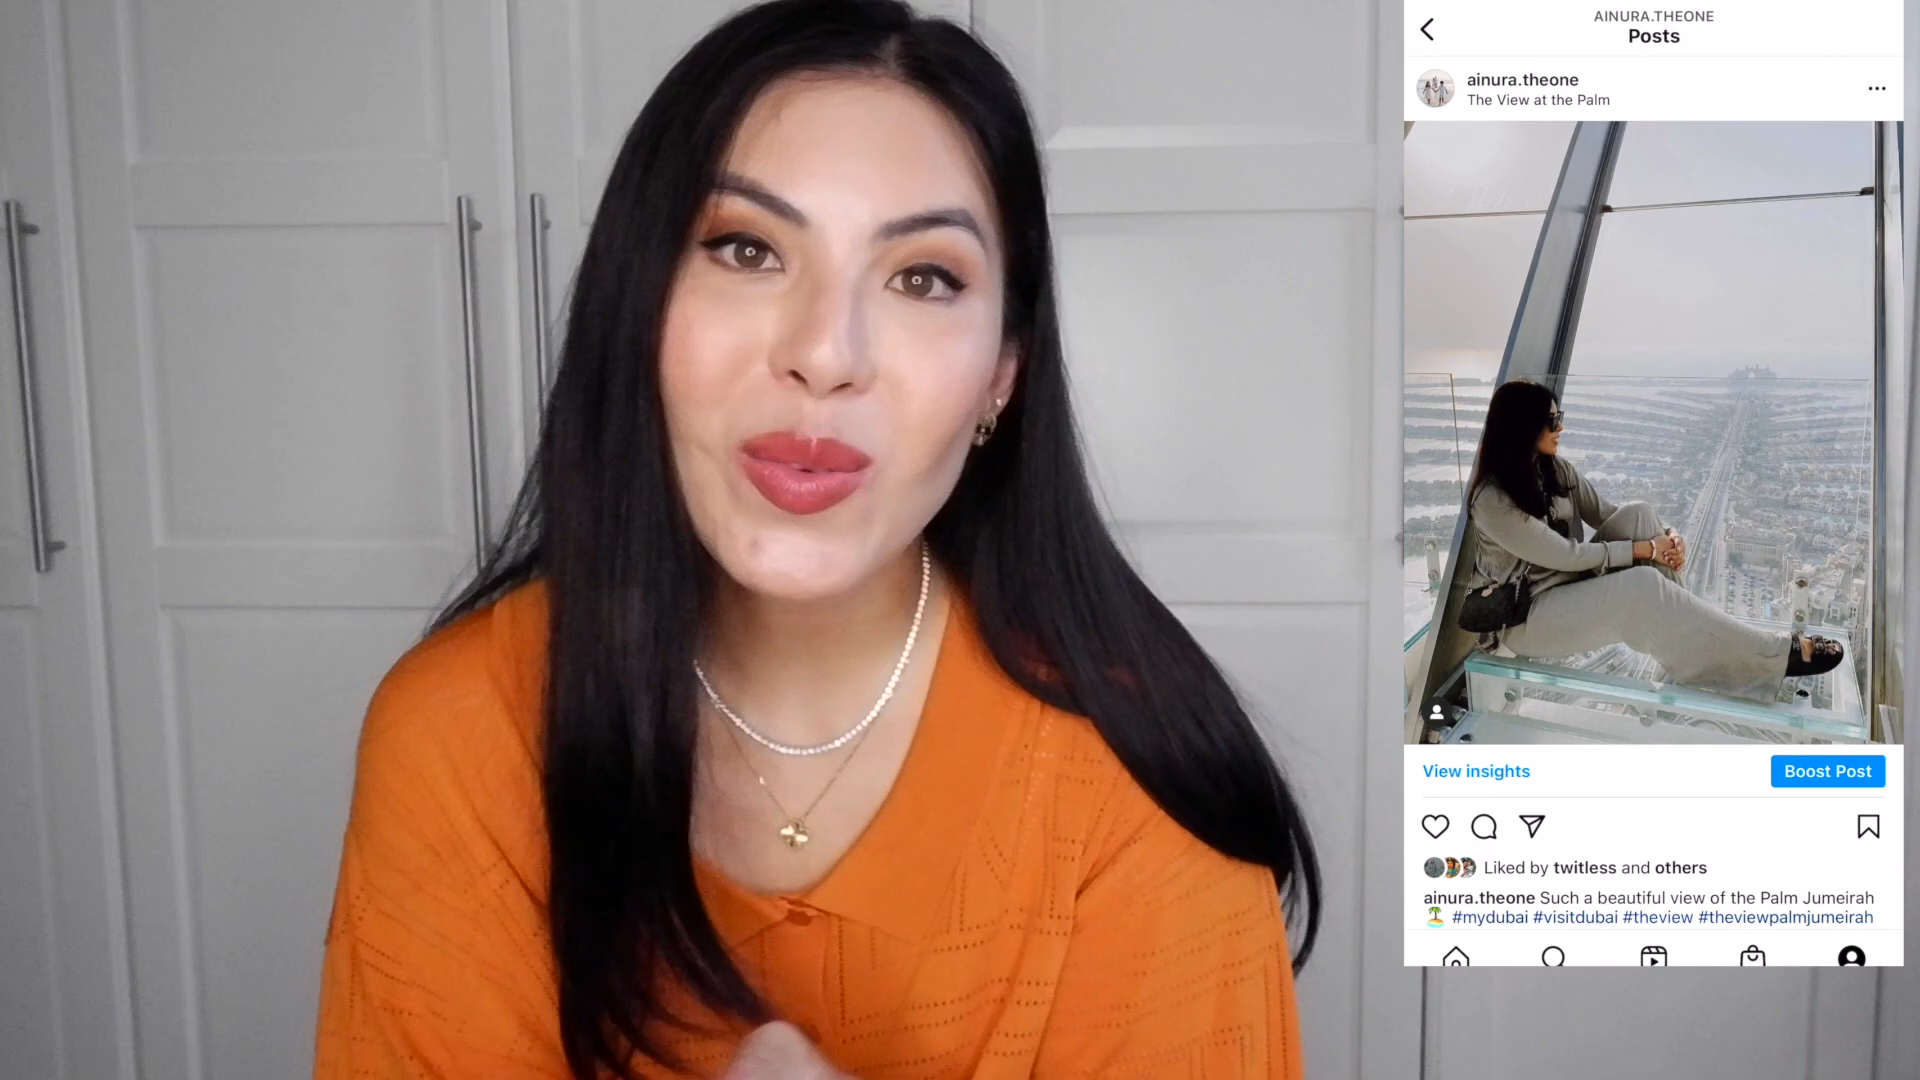 AINURA.THEONE
Posts
ainura.theone
The View at the Palm
View insights
Boost Post
Liked by twitless and others
ainura.theone Such a beautiful view of the Palm Jumeirah
🏝 #mydubai #visitdubai #theview #theviewpalmjumeirah